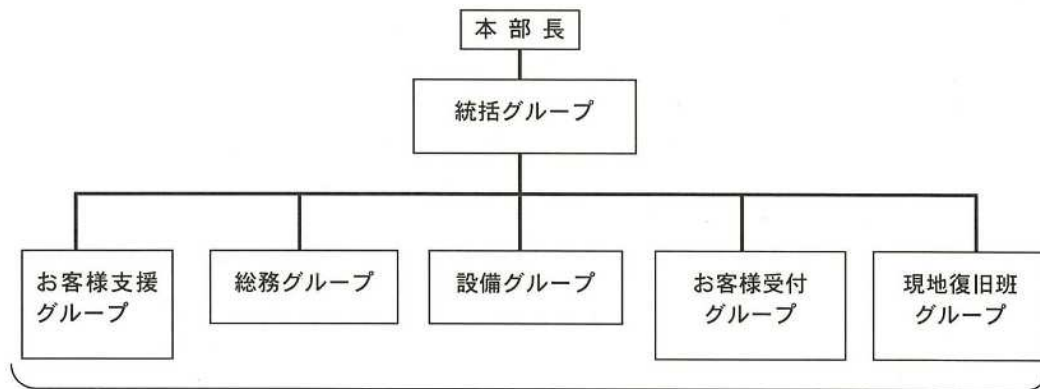 本部長
統括グループ
お客様支援
グループ
総務グループ
設備グループ
お客様受付
グループ
現地復旧班
グループ